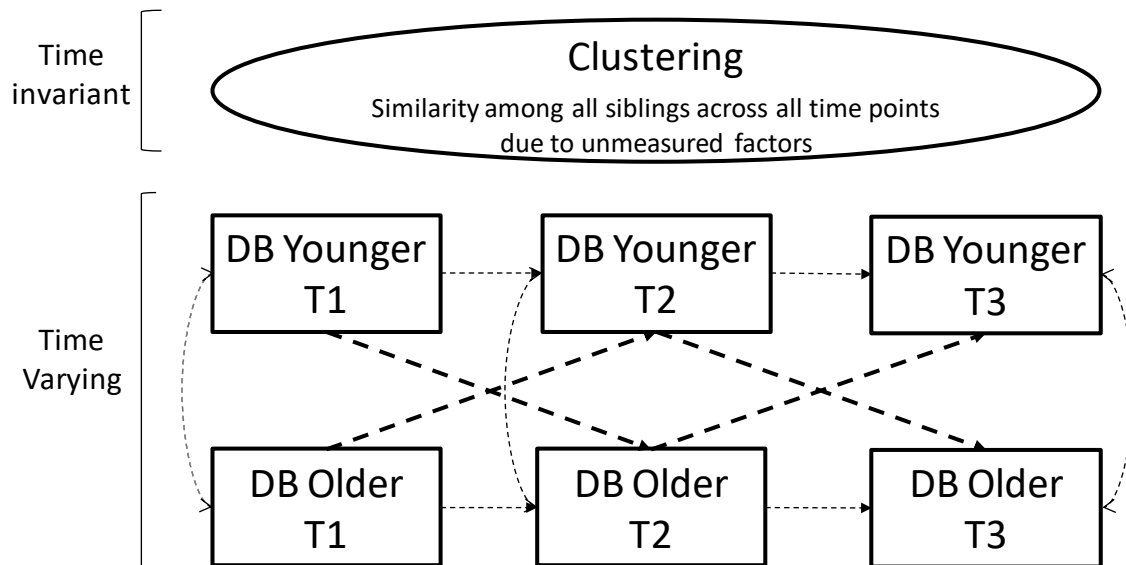 Time
invariant
Clustering
Similarity among all siblings across all time points
due to unmeasured factors
Time
Varying
DB Younger
T1
DB Younger
T2
DB Younger
T3
DB Older
T1
DB Older
T2
DB Older
T3